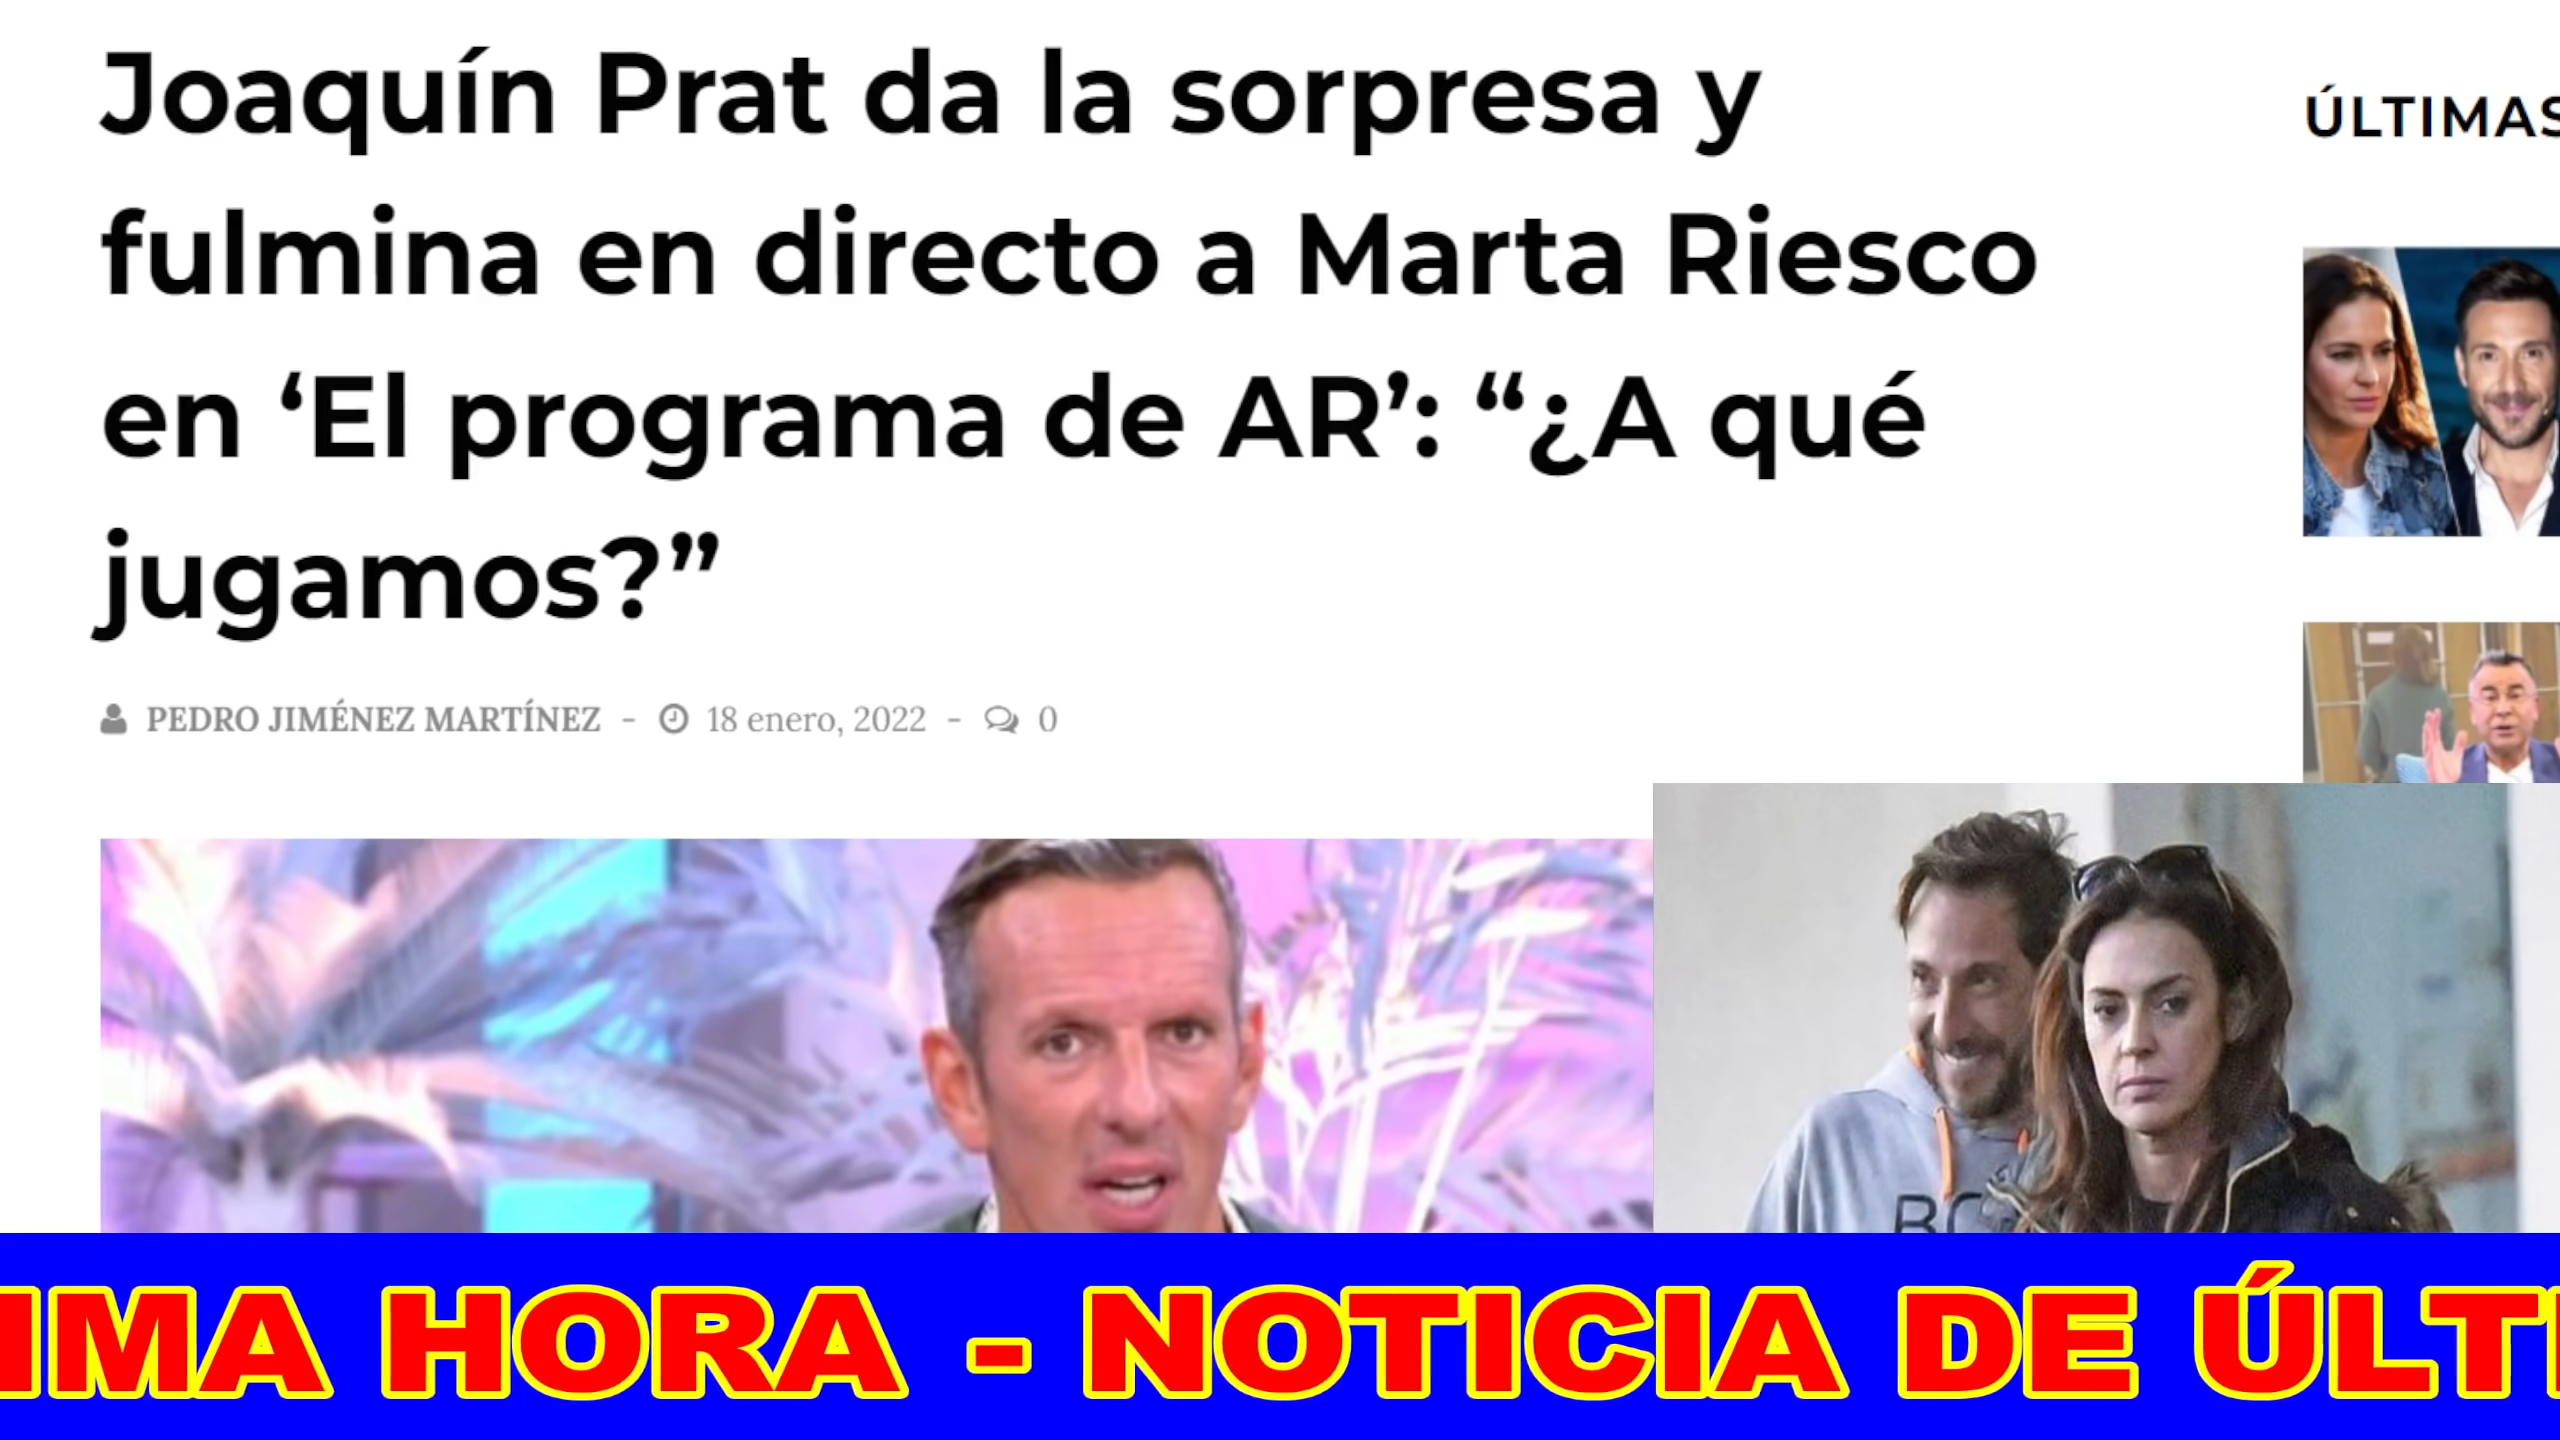 Joaquín Prat da la sorpresa y
fulmina en directo a Marta Riesco
en ‘El programa de AR’: “¿A qué
jugamos?”
PEDRO JIMÉNEZ MARTÍNEZ - 18 enero, 2022 - 0
ÚLTIMAS
IMA HORA - NOTICIA DE ÚLTI